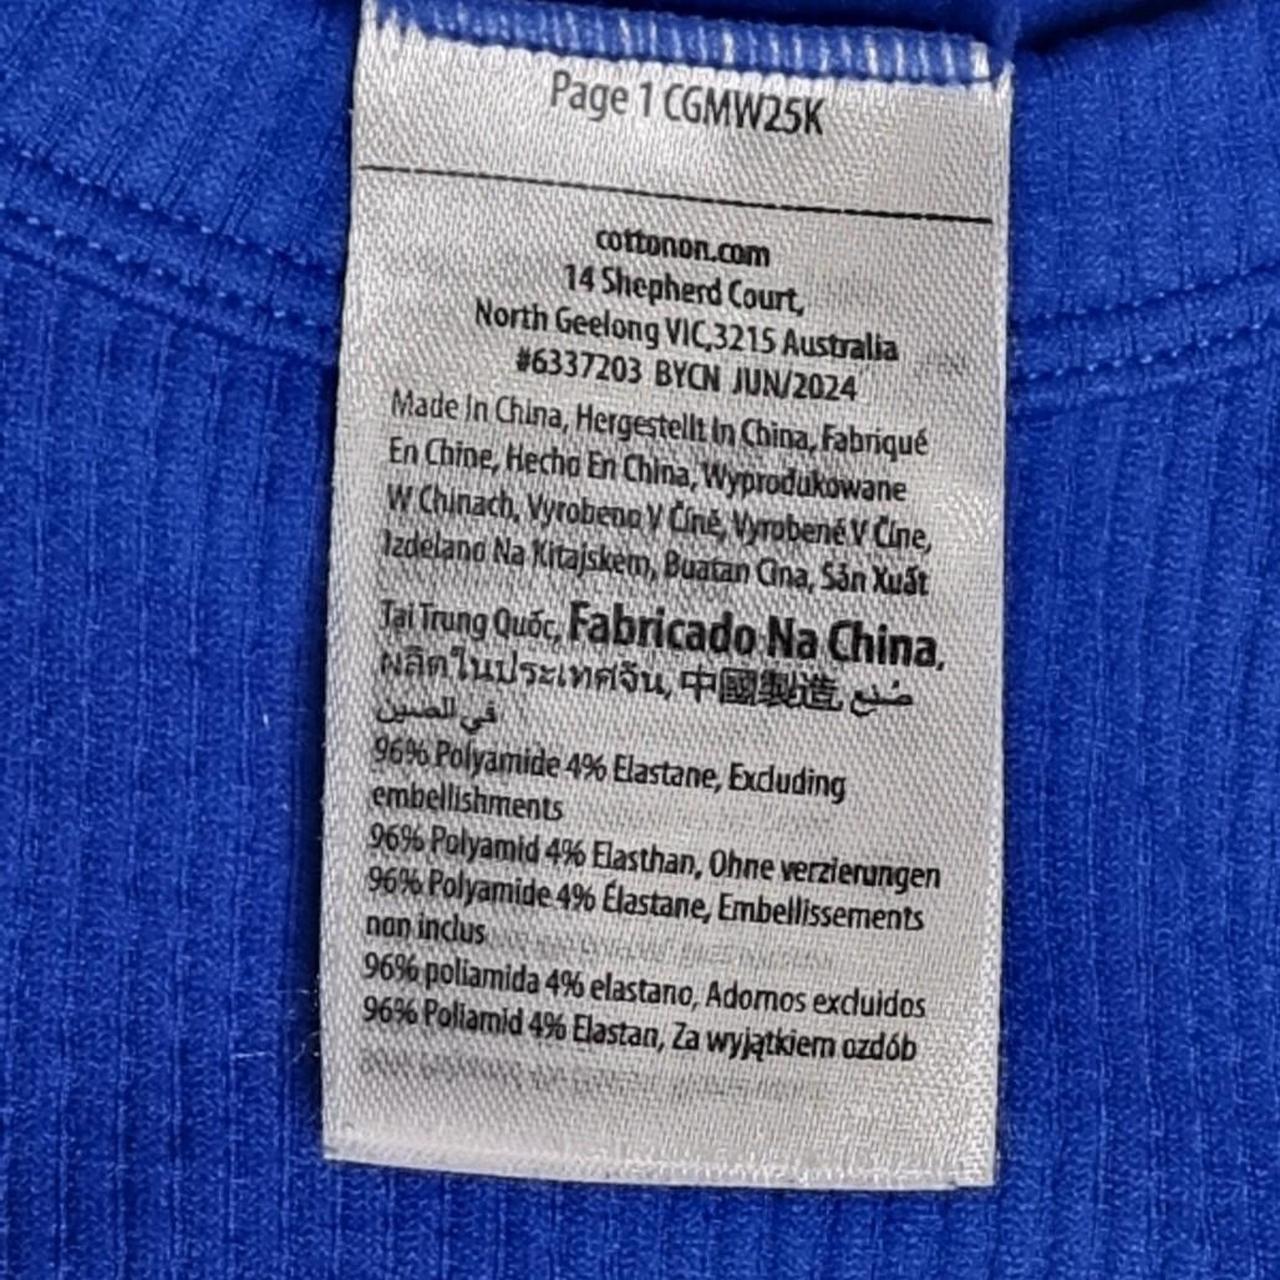 Page 1 CGMW25K
cottonon.com
14 Shepherd Court,
North Geelong VIC,3215 Australia
#6337203 BYCN JUN/2024
Made In China, Hergestellt In China, Fabriqué
En Chine, Hecho En China, Wyprodukowane
W Chinach, Vyrobeno V Číně, Vyrobené V Číne,
Izdelano Na Kitajskem, Buatan Cina, Sản Xuất
Tại Trung Quốc, Fabricado Na China,
ผลิตในประเทศจีน, 中國製造, صُنع
في الصين
96% Polyamide 4% Elastane, Excluding
embellishments
96% Polyamid 4% Elasthan, Ohne verzierungen
96% Polyamide 4% Élastane, Embellissements
non inclus
96% poliamida 4% elastano, Adornos excluidos
96% Poliamid 4% Elastan, Za wyjątkiem ozdób